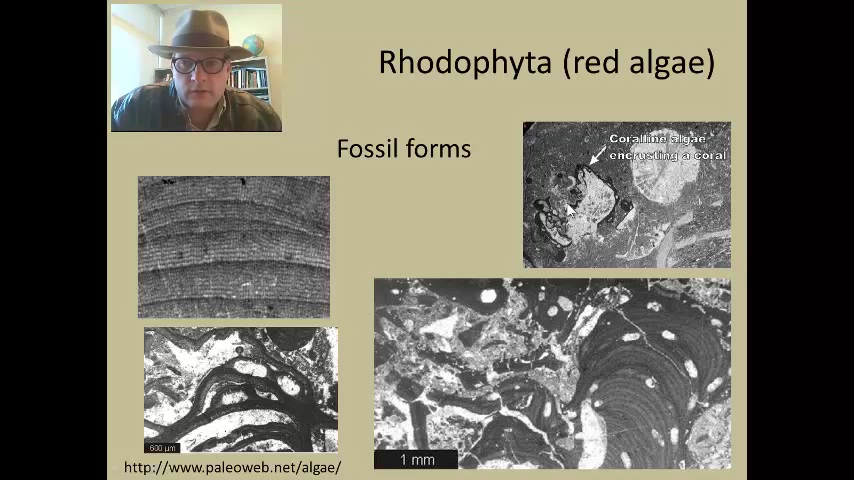 Rhodophyta (red algae)
Fossil forms
Coralline algae
encrusting a coral
600 µm
1 mm
http://www.paleoweb.net/algae/